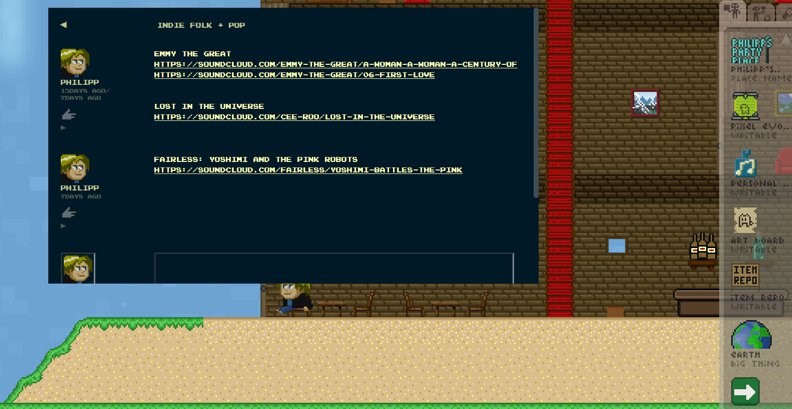 INDIE FOLK + POP
EMMY THE GREAT
HTTPS://SOUNDCLOUD.COM/EMMY-THE-GREAT/A-WOMAN-A-WOMAN-A-CENTURY-OF
HTTPS://SOUNDCLOUD.COM/EMMY-THE-GREAT/06-FIRST-LOVE
PHILIPP
15DAYS AGO/
7DAYS AGO
LOST IN THE UNIVERSE
HTTPS://SOUNDCLOUD.COM/CEE-ROO/LOST-IN-THE-UNIVERSE
FAIRLESS: YOSHIMI AND THE PINK ROBOTS
HTTPS://SOUNDCLOUD.COM/FAIRLESS/YOSHIMI-BATTLES-THE-PINK
PHILIPP
7DAYS AGO
PHILIPP'S
PARTY
PLACE
PHILIPP'S..
PLACE NAME
PIXEL EVO..
WRITABLE
PERSONAL ..
WRITABLE
ART BOARD
WRITABLE
ITEM
REPO
ITEM REPO
WRITABLE
EARTH
BIG THING